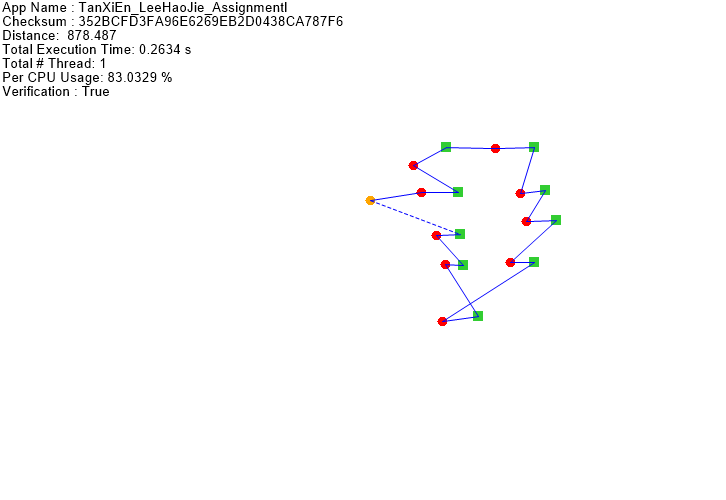 App Name : TanXiEn_LeeHaoJie_AssignmentI
Checksum : 352BCFD3FA96E6269EB2D0438CA787F6
Distance:  878.487
Total Execution Time: 0.2634 s
Total # Thread: 1
Per CPU Usage: 83.0329 %
Verification : True